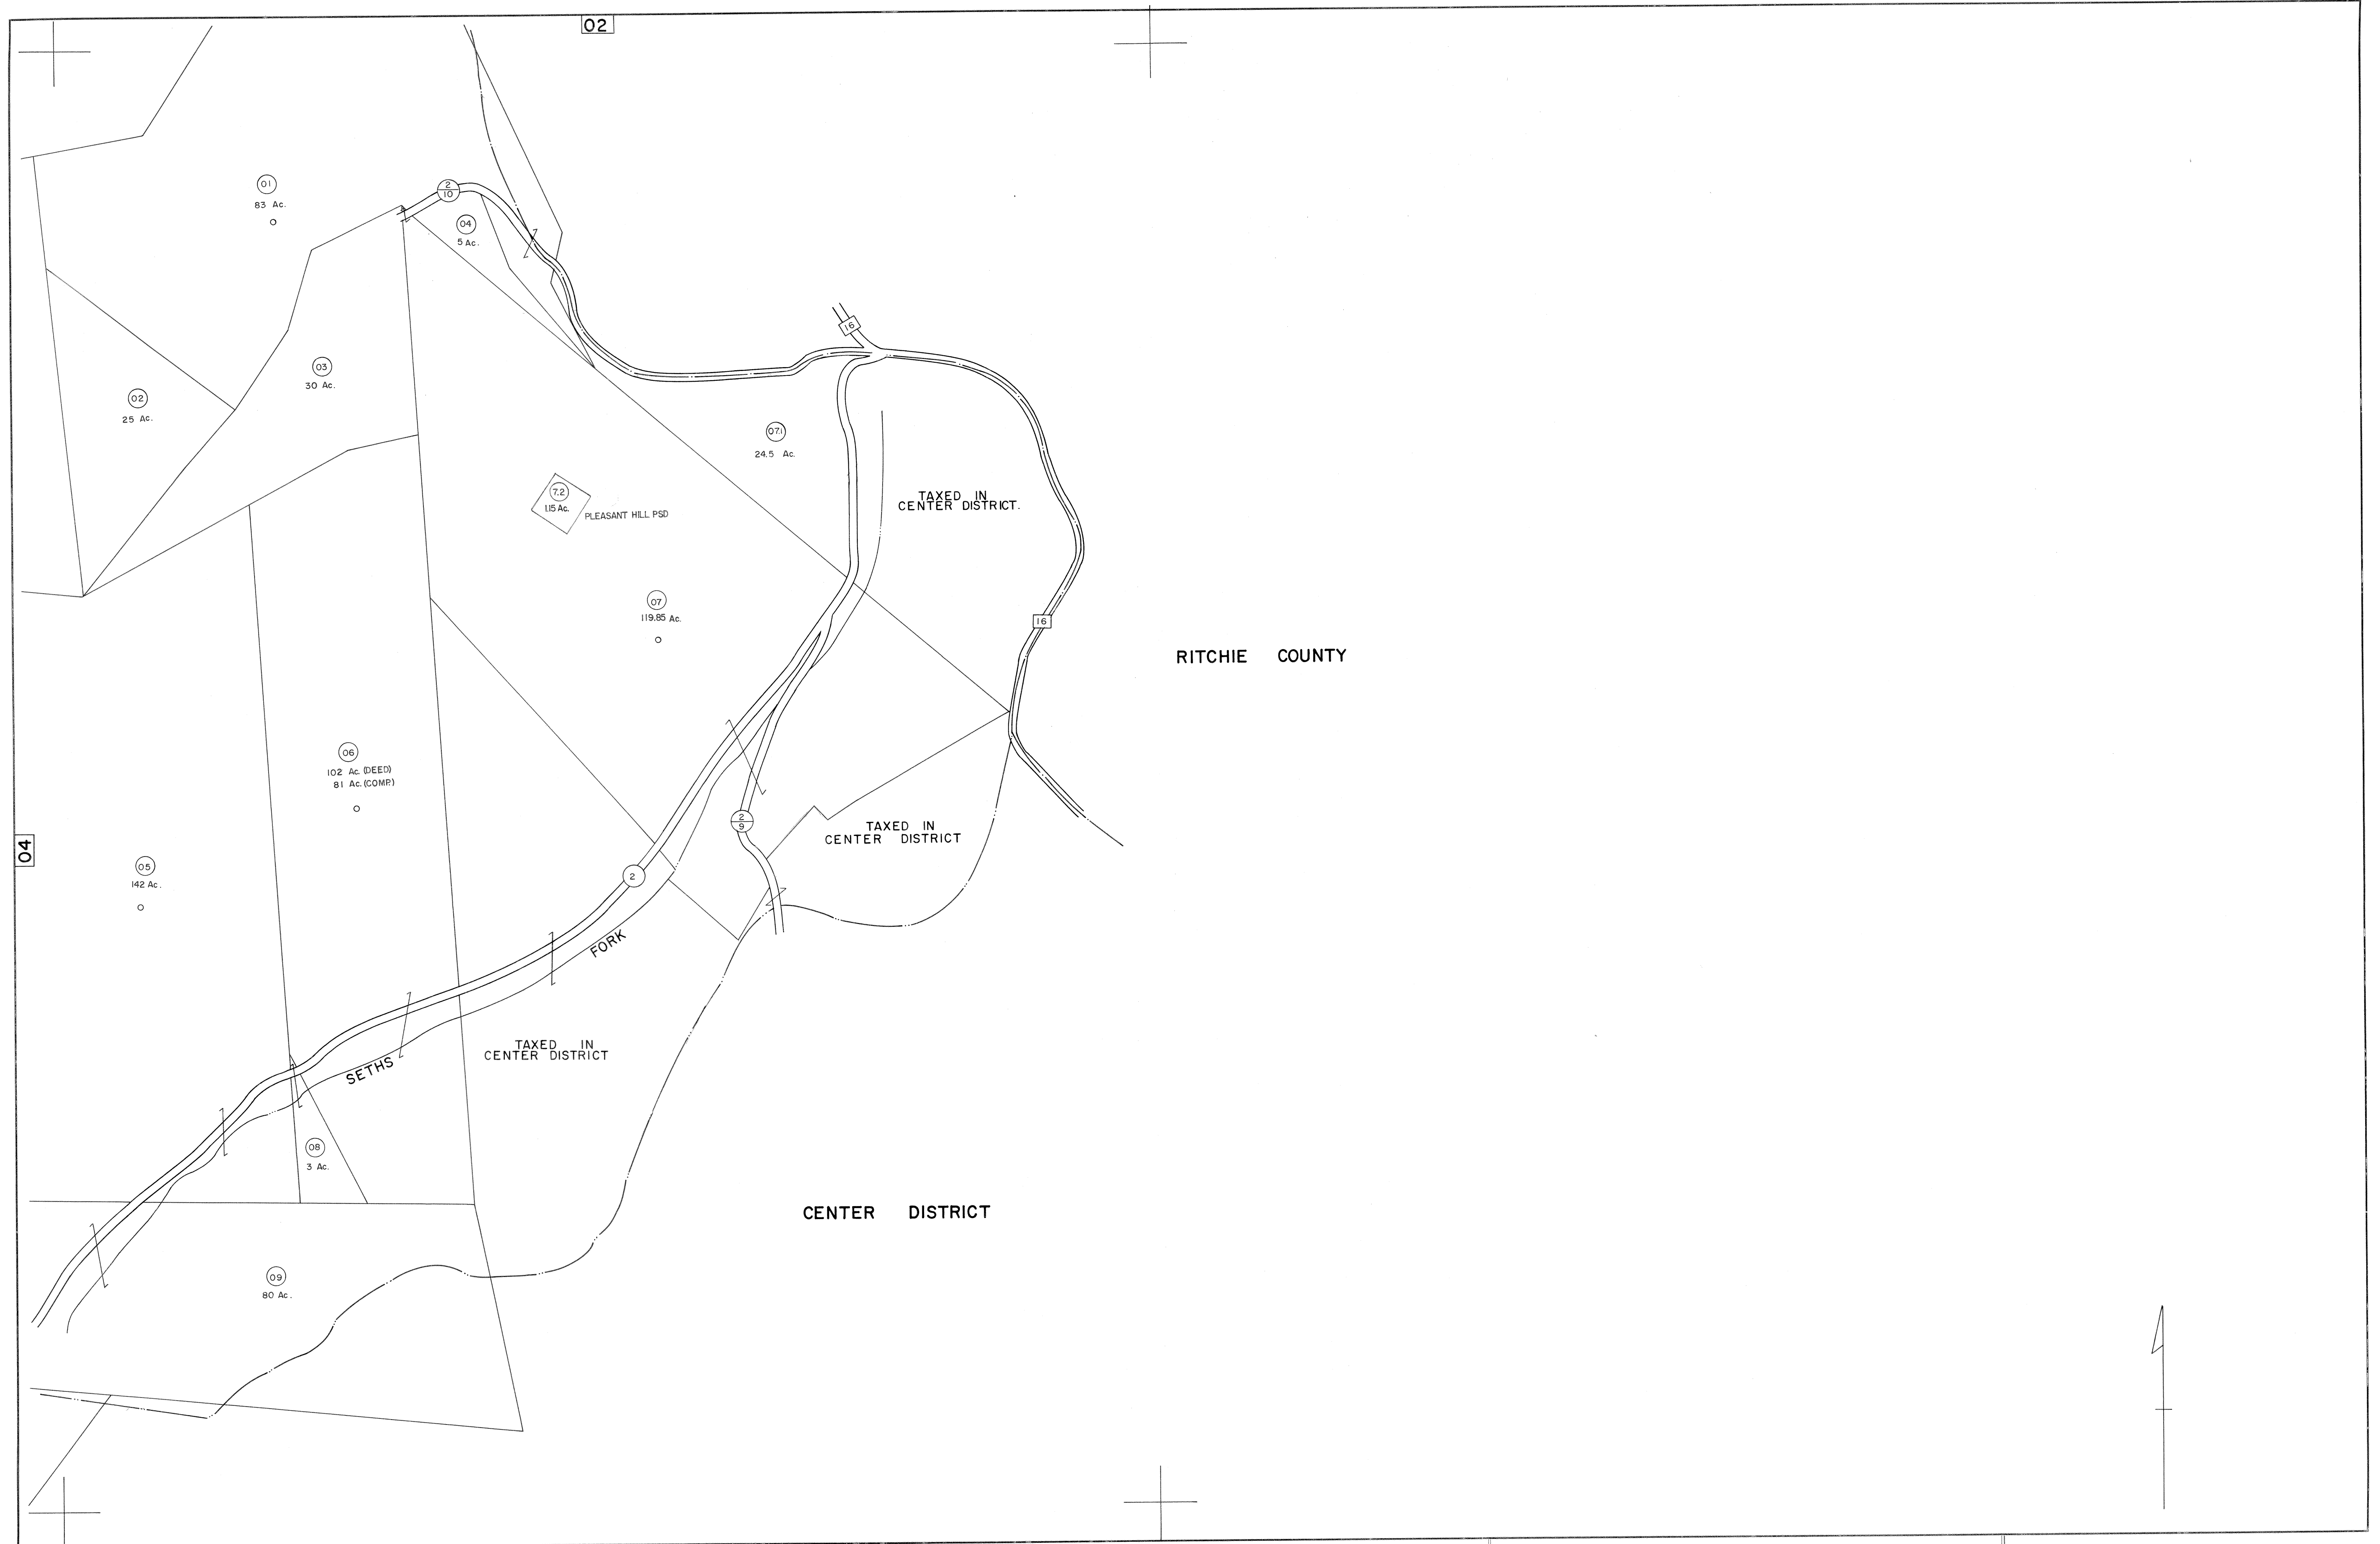 02
01
83 Ac.
2
10
04
5 Ac.
16
03
30 Ac.
02
25 Ac.
07.1
24.5 Ac.
7.2
1.15 Ac.
PLEASANT HILL PSD
TAXED IN
CENTER DISTRICT.
07
119.85 Ac.
16
RITCHIE COUNTY
06
102 Ac. (DEED)
81 Ac. (COMP.)
2
9
TAXED IN
CENTER DISTRICT
04
05
142 Ac.
2
FORK
SETHS
TAXED IN
CENTER DISTRICT
08
3 Ac.
CENTER DISTRICT
09
80 Ac.